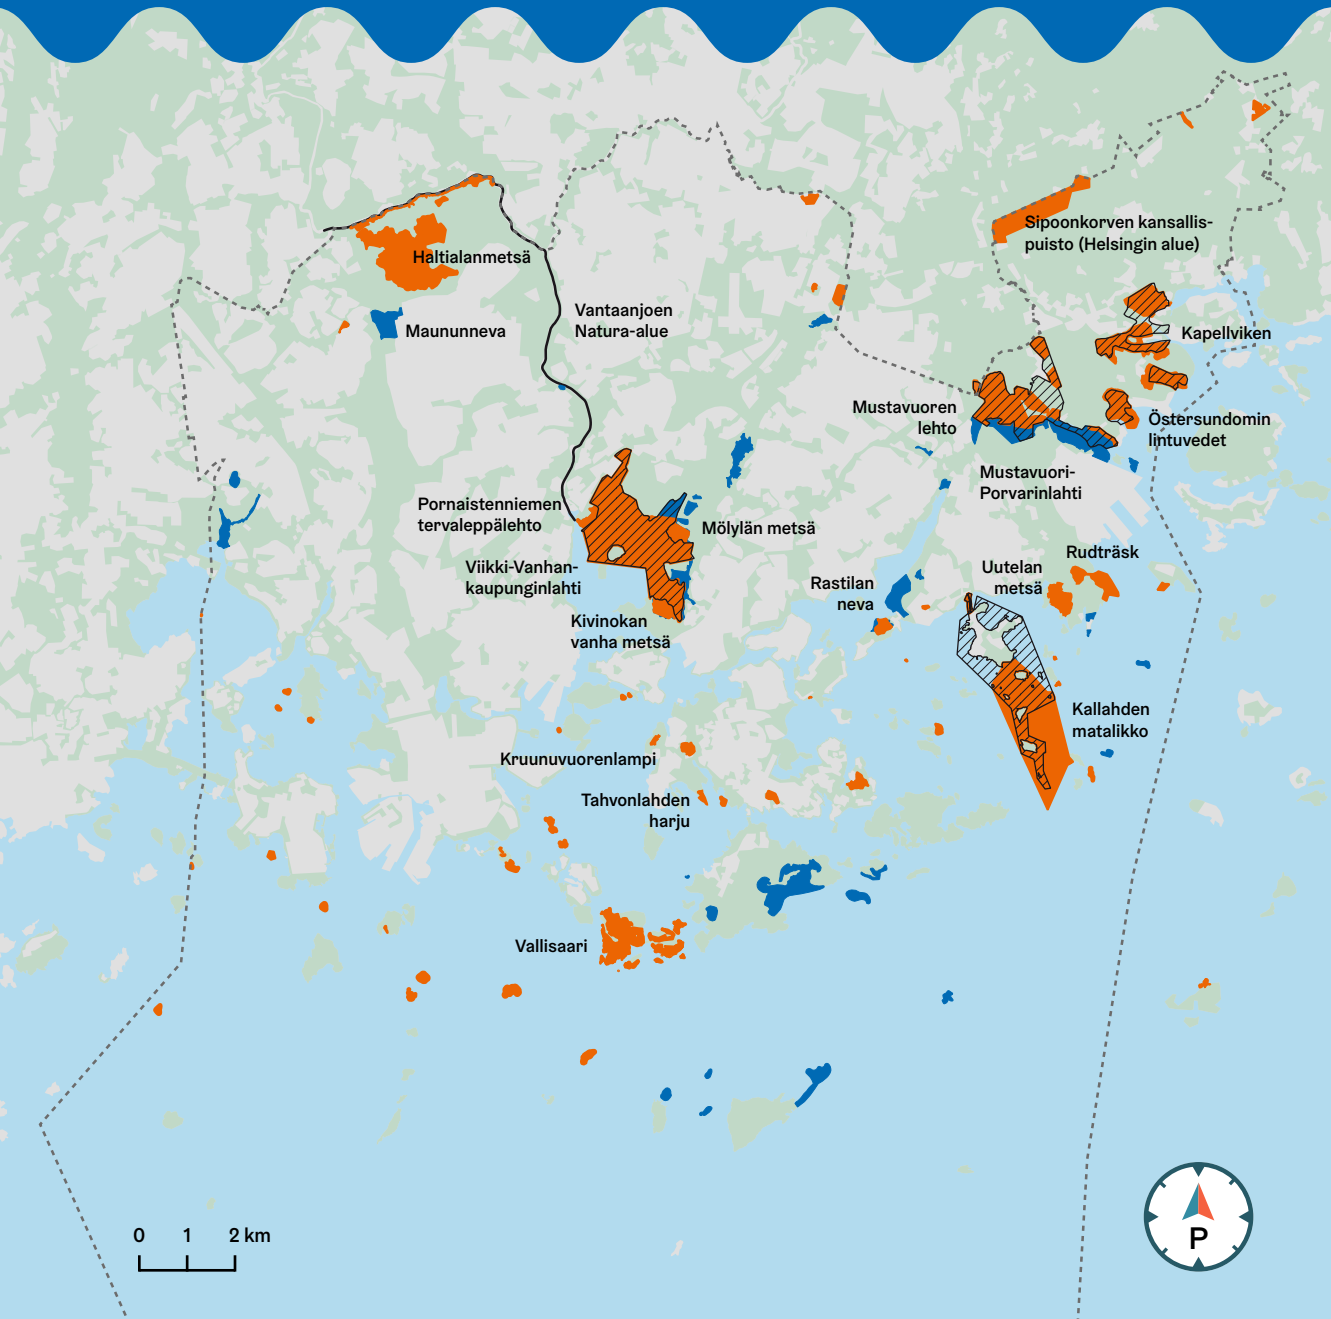 Sipoonkorven kansallis-
puisto (Helsingin alue)
Haltialanmetsä
Vantaanjoen
Natura-alue
Maununneva
Kapellviken
Mustavuoren
lehto
Östersundomin
lintuvedet
Mustavuori-
Porvarinlahti
Pornaistenniemen
tervaleppälehto
Mölylän metsä
Viikki-Vanhan-
kaupunginlahti
Rudträsk
Uutelan
metsä
Rastilan
neva
Kivinokan
vanha metsä
Kallahden
matalikko
Kruunuvuorenlampi
Tahvonlahden
harju
Vallisaari
0 1 2 km
P